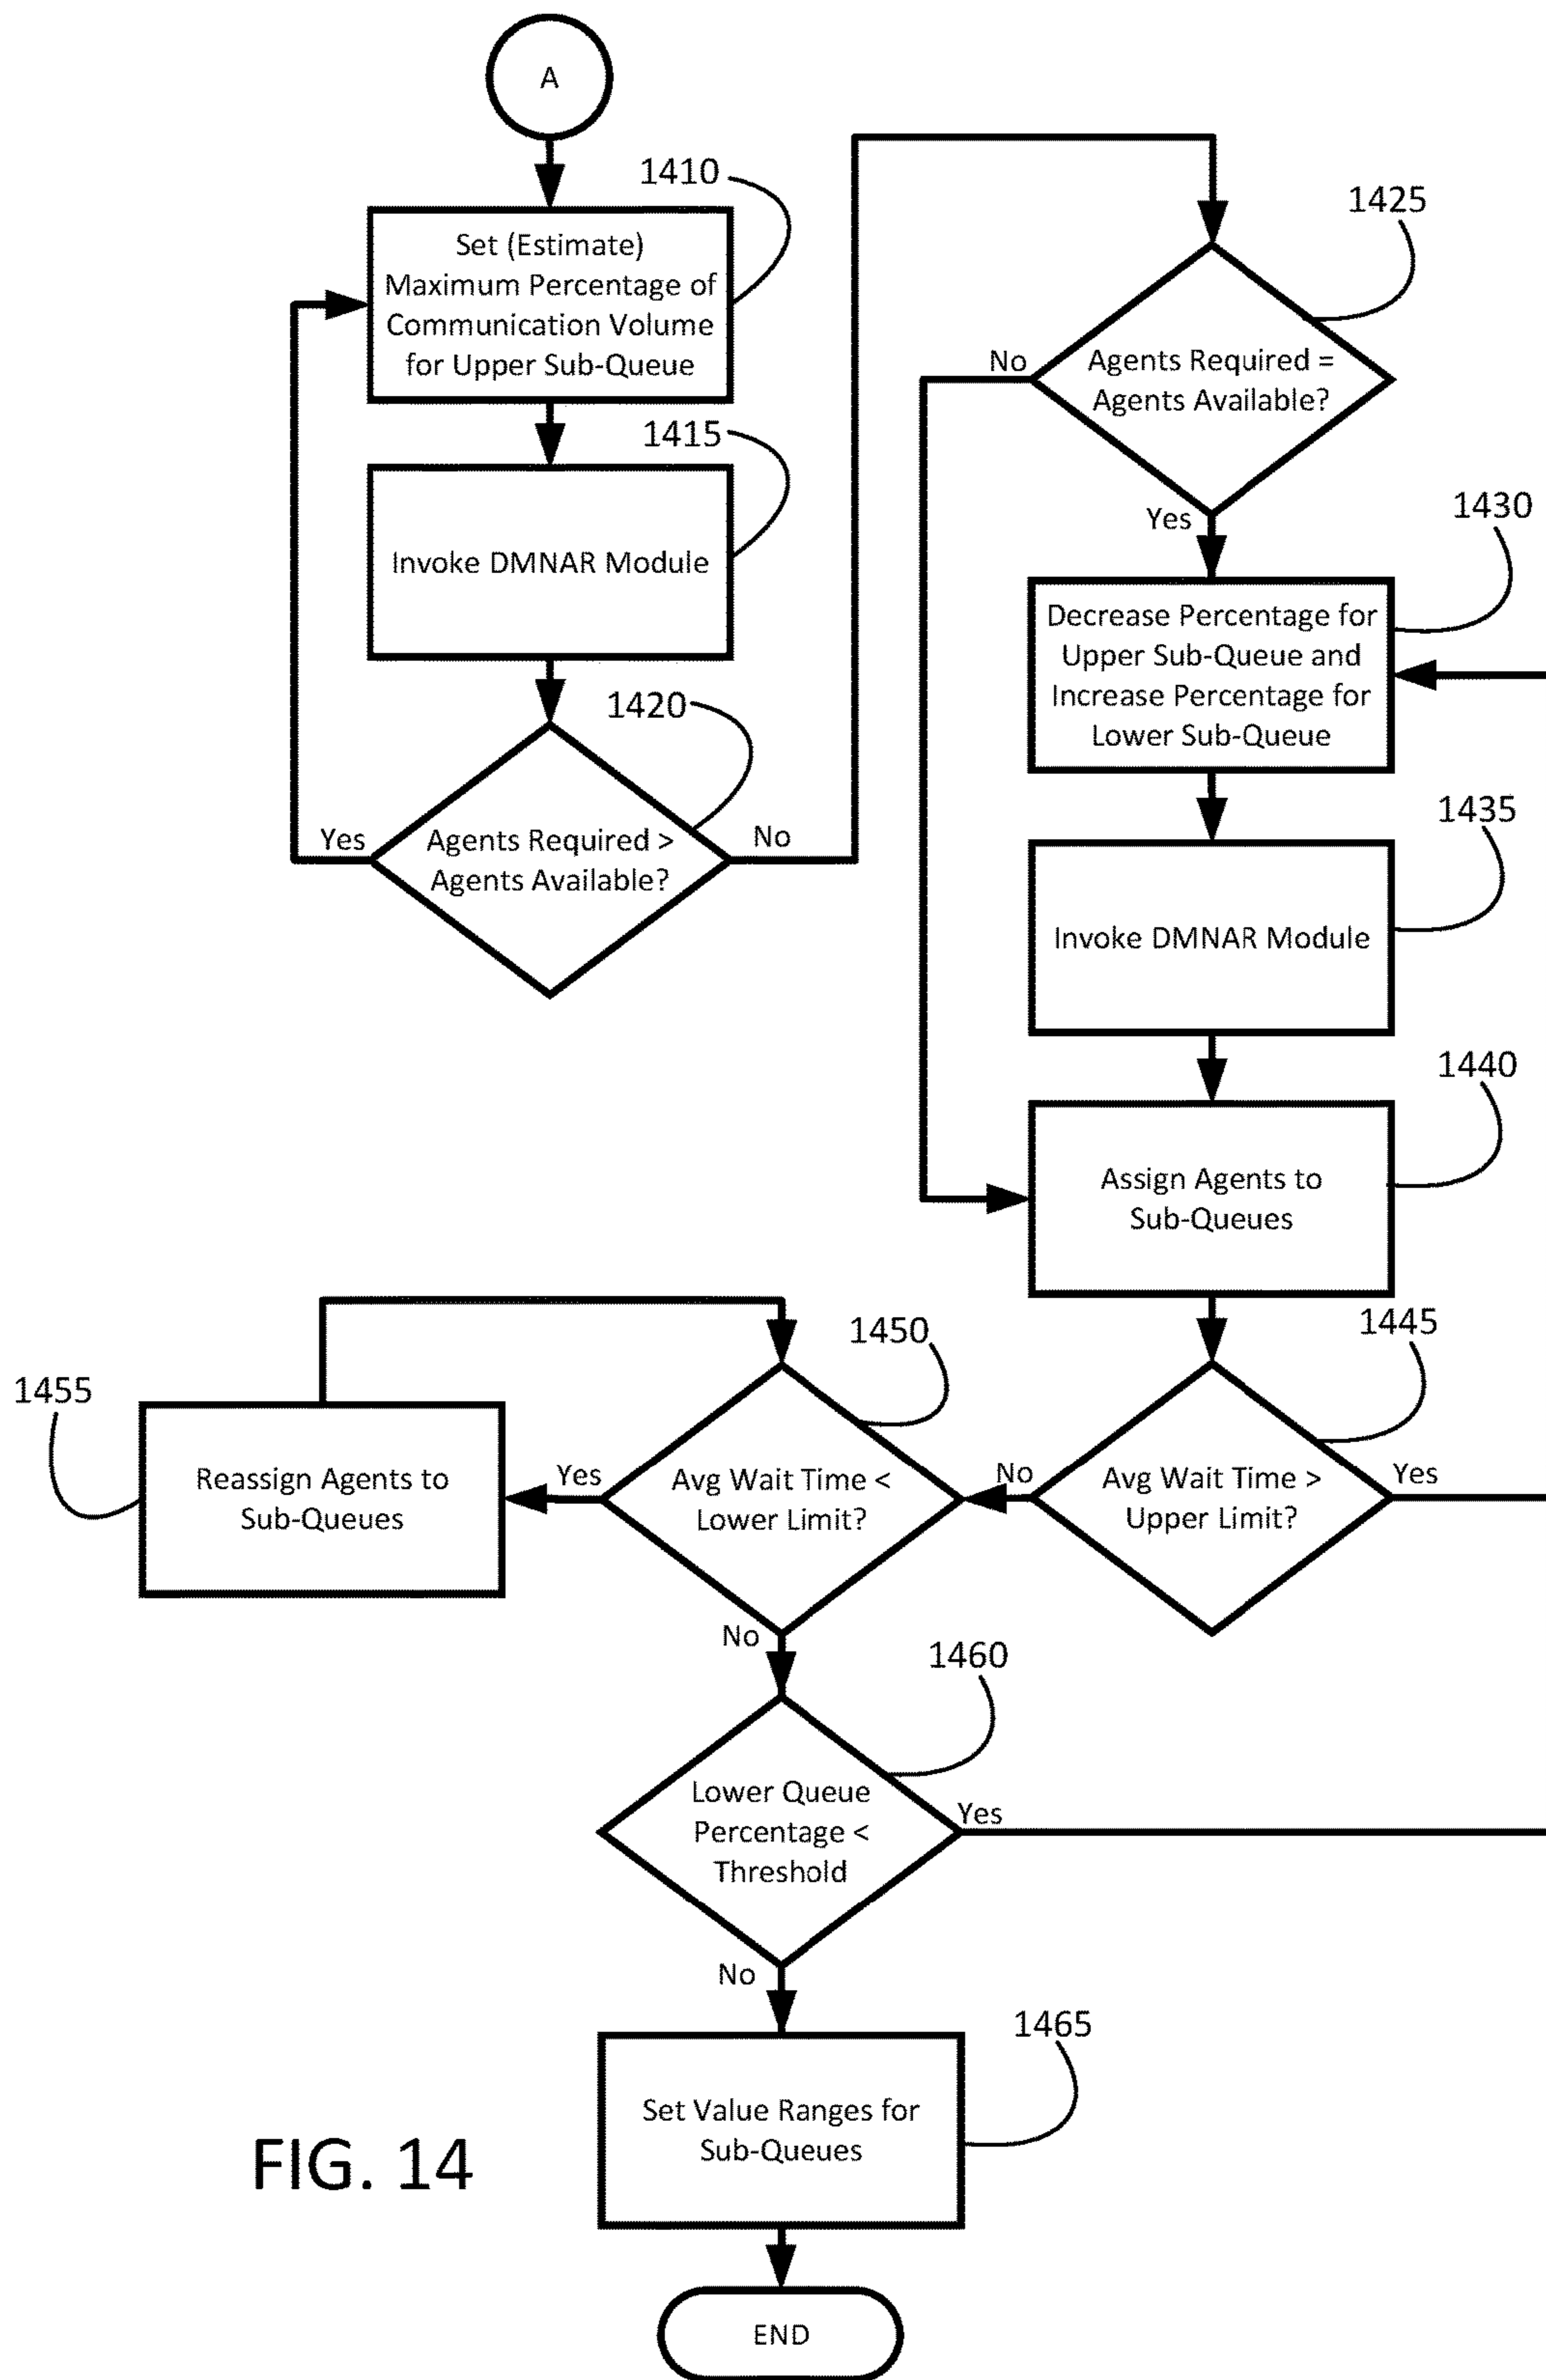 A
1410
Set (Estimate)
Maximum Percentage of
Communication Volume
for Upper Sub-Queue
1415
Invoke DMNAR Module
1420
Agents Required >
Agents Available?
Yes
No
1425
Agents Required =
Agents Available?
No
Yes
1430
Decrease Percentage for
Upper Sub-Queue and
Increase Percentage for
Lower Sub-Queue
1435
Invoke DMNAR Module
1440
Assign Agents to
Sub-Queues
1445
Avg Wait Time >
Upper Limit?
Yes
No
1450
Avg Wait Time <
Lower Limit?
Yes
No
1455
Reassign Agents to
Sub-Queues
1460
Lower Queue
Percentage <
Threshold
Yes
No
1465
Set Value Ranges for
Sub-Queues
END
FIG. 14